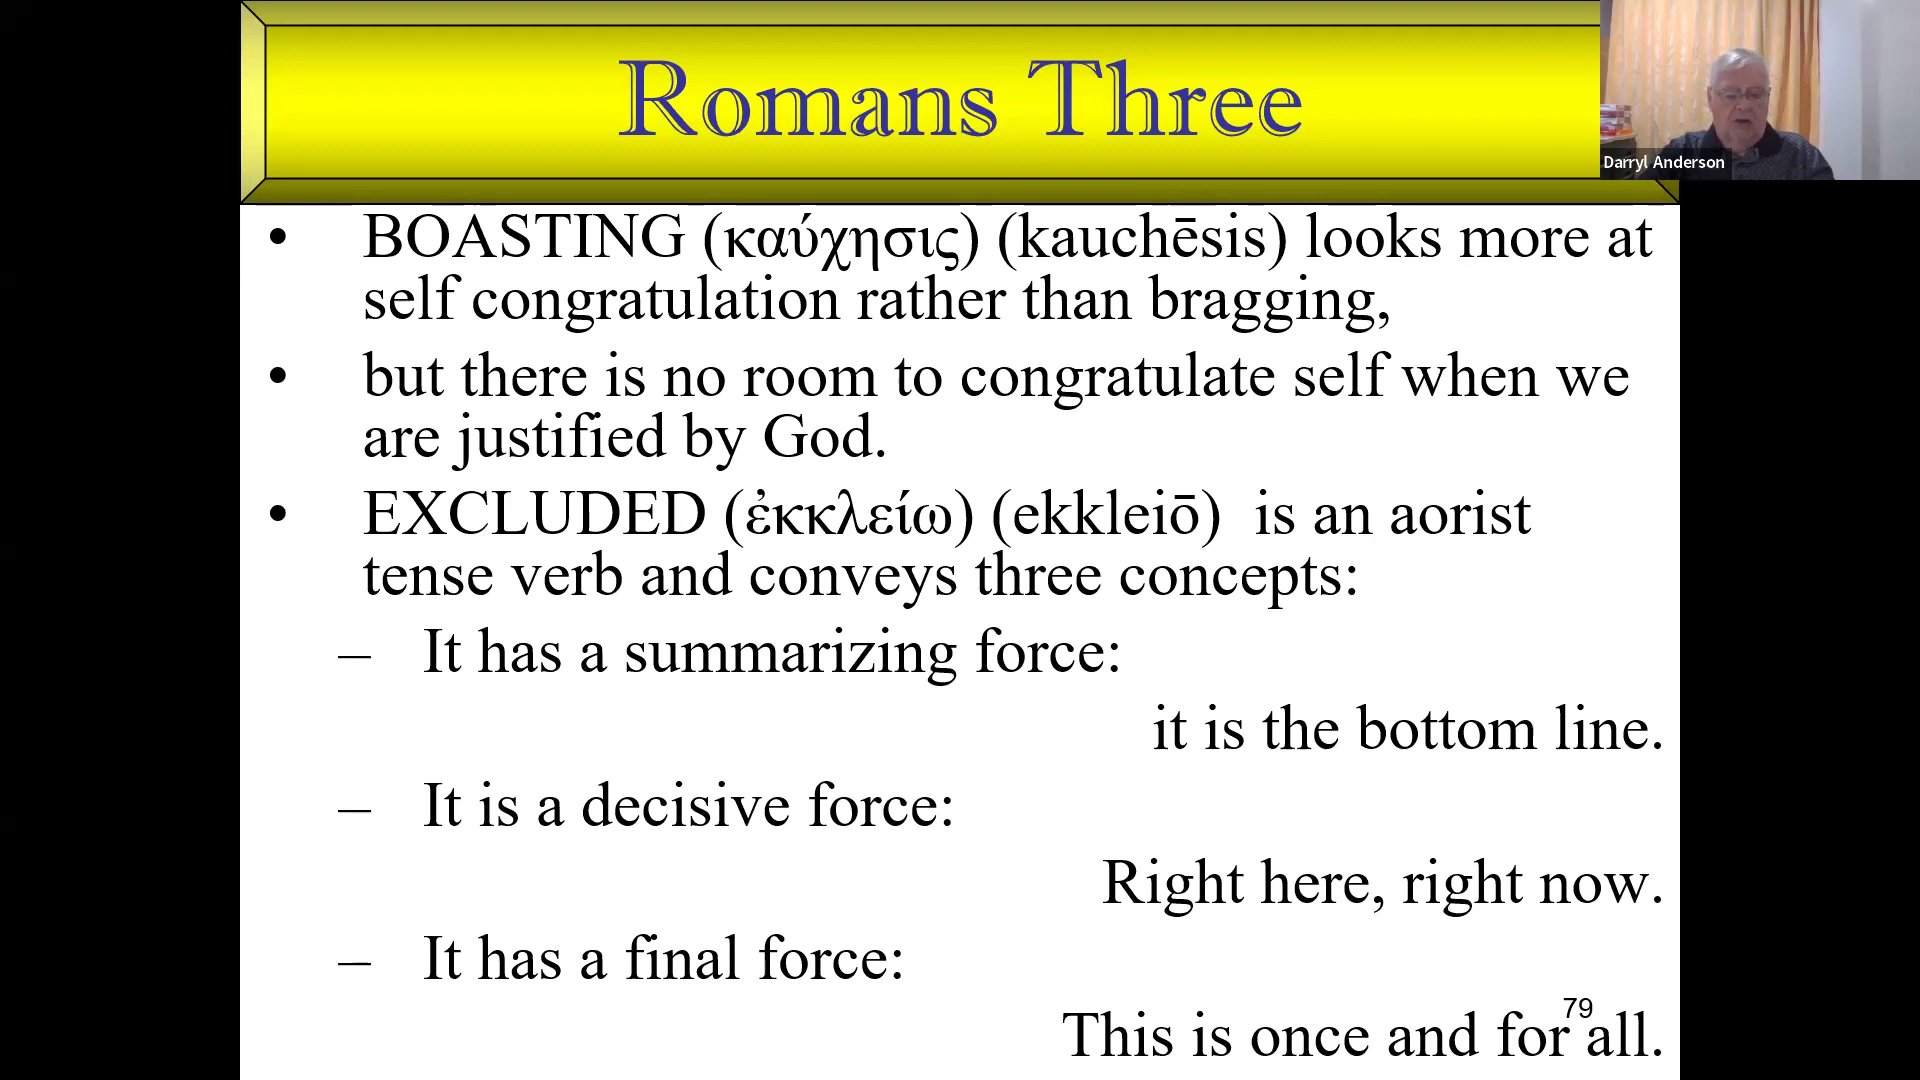 Romans Three
Darryl Anderson
• BOASTING (καύχησις) (kauchēsis) looks more at
self congratulation rather than bragging,
• but there is no room to congratulate self when we
are justified by God.
• EXCLUDED (ἐκκλείω) (ekkleiō)  is an aorist
tense verb and conveys three concepts:
– It has a summarizing force:
it is the bottom line.
– It is a decisive force:
Right here, right now.
– It has a final force:
This is once and for all.
79